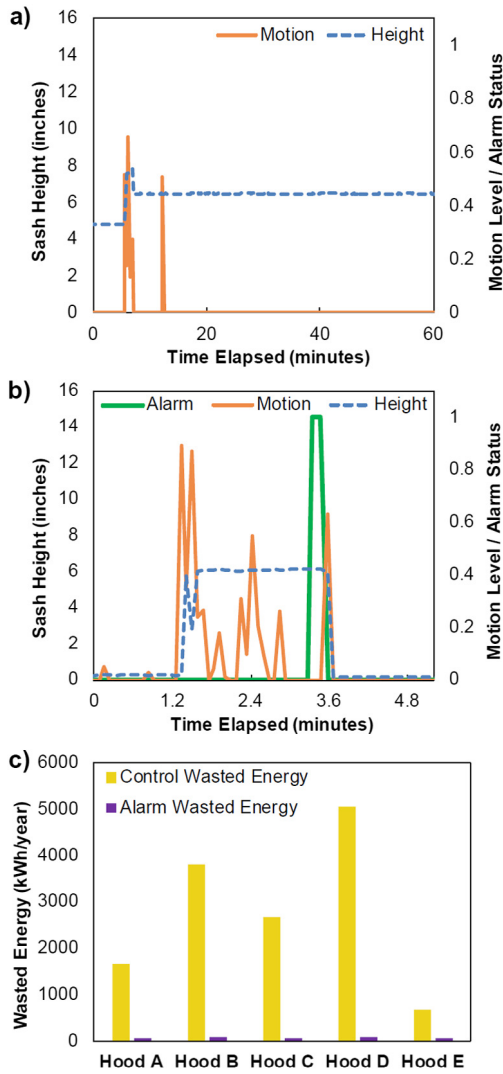 a)
Motion Height
Sash Height (inches)
16
14
12
10
8
6
4
2
0
1
0.8
0.6
0.4
0.2
0
Motion Level / Alarm Status
0 20 40 60
Time Elapsed (minutes)
b)
Alarm Motion Height
Sash Height (inches)
16
14
12
10
8
6
4
2
0
1
0.8
0.6
0.4
0.2
0
Motion Level / Alarm Status
0 1.2 2.4 3.6 4.8
Time Elapsed (minutes)
c)
Control Wasted Energy
Alarm Wasted Energy
Wasted Energy (kWh/year)
6000
5000
4000
3000
2000
1000
0
Hood A Hood B Hood C Hood D Hood E